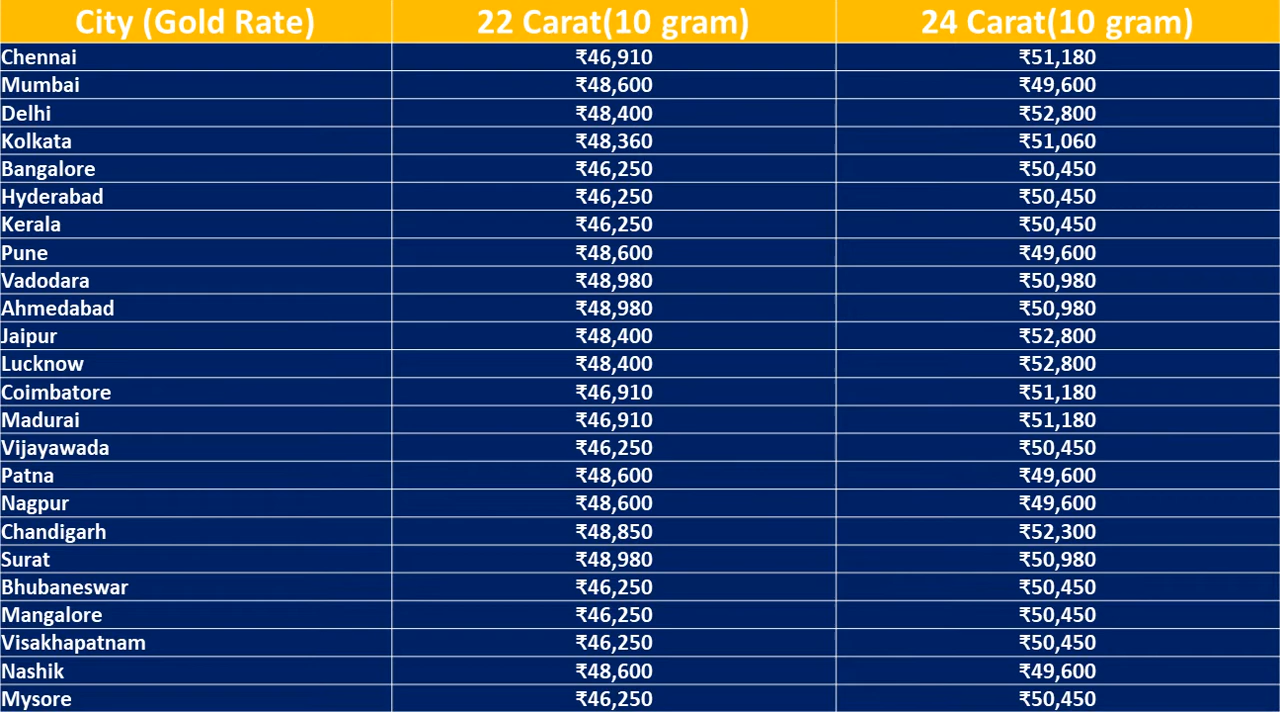 City (Gold Rate) 22 Carat(10 gram) 24 Carat(10 gram)
Chennai ₹46,910 ₹51,180
Mumbai ₹48,600 ₹49,600
Delhi ₹48,400 ₹52,800
Kolkata ₹48,360 ₹51,060
Bangalore ₹46,250 ₹50,450
Hyderabad ₹46,250 ₹50,450
Kerala ₹46,250 ₹50,450
Pune ₹48,600 ₹49,600
Vadodara ₹48,980 ₹50,980
Ahmedabad ₹48,980 ₹50,980
Jaipur ₹48,400 ₹52,800
Lucknow ₹48,400 ₹52,800
Coimbatore ₹46,910 ₹51,180
Madurai ₹46,910 ₹51,180
Vijayawada ₹46,250 ₹50,450
Patna ₹48,600 ₹49,600
Nagpur ₹48,600 ₹49,600
Chandigarh ₹48,850 ₹52,300
Surat ₹48,980 ₹50,980
Bhubaneswar ₹46,250 ₹50,450
Mangalore ₹46,250 ₹50,450
Visakhapatnam ₹46,250 ₹50,450
Nashik ₹48,600 ₹49,600
Mysore ₹46,250 ₹50,450